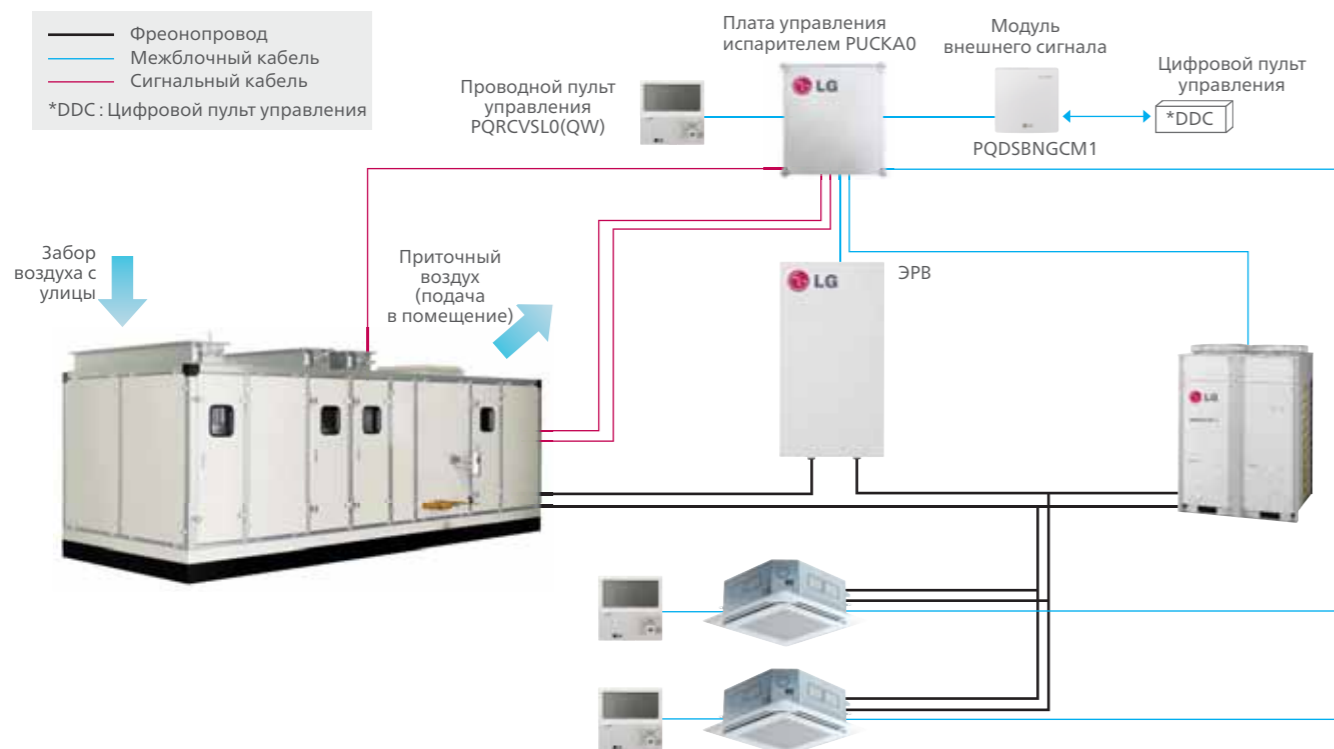 Фреонопровод
Межблочный кабель
Сигнальный кабель
*DDC : Цифровой пульт управления
Проводной пульт
управления
PQRCVSL0(QW)
Плата управления
испарителем PUCKA0
LG
Модуль
внешнего сигнала
PQDSBNGCM1
Цифровой пульт
управления
*DDC
Забор
воздуха с
улицы
Приточный
воздух
(подача
в помещение)
LG
ЭРВ
LG